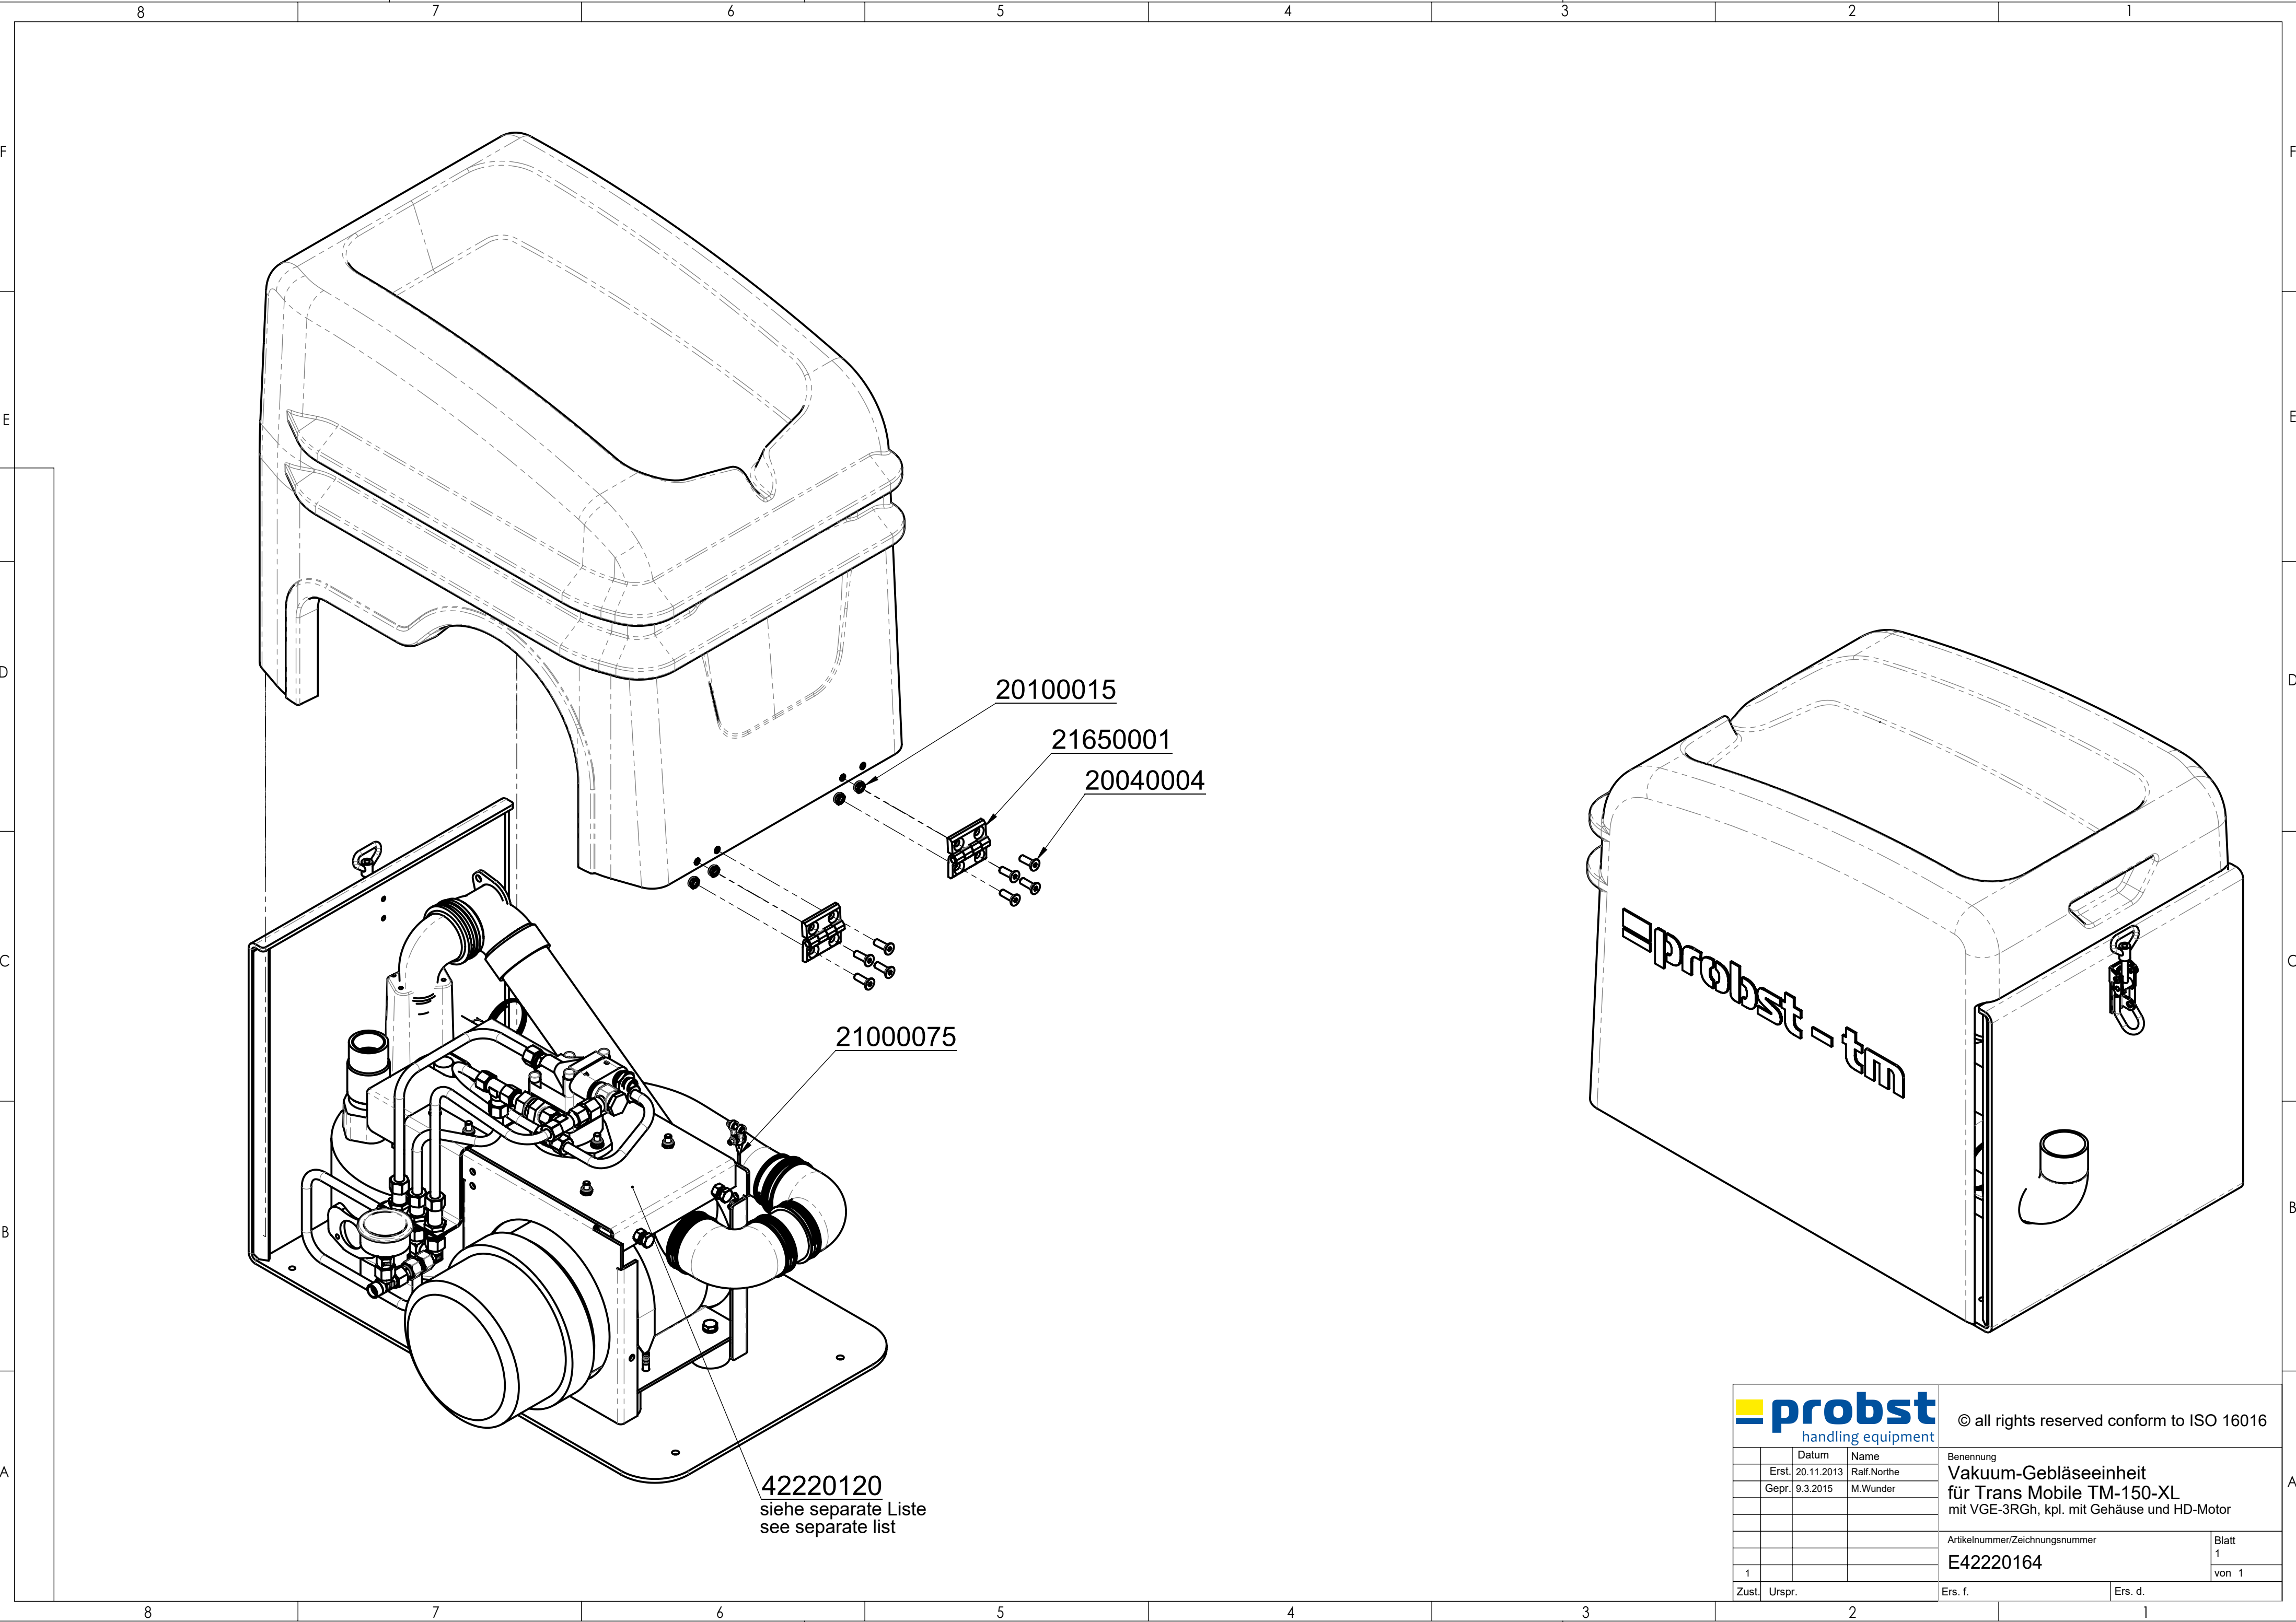 8 7 6 5 4 3 2 1
F F
E E
D D
C C
B B
A A
20100015
21650001
20040004
21000075
42220120
siehe separate Liste
see separate list
probst-tm
probst
handling equipment
© all rights reserved conform to ISO 16016
Datum Name
Erst. 20.11.2013 Ralf.Northe
Gepr. 9.3.2015 M.Wunder
Benennung
Vakuum-Gebläseeinheit
für Trans Mobile TM-150-XL
mit VGE-3RGh, kpl. mit Gehäuse und HD-Motor
Artikelnummer/Zeichnungsnummer
E42220164
Blatt
1
von 1
1
Zust. Urspr. Ers. f. Ers. d.
8 7 6 5 4 3 2 1